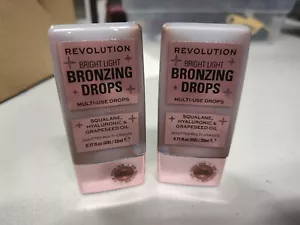 REVOLUTION
BRIGHT LIGHT
BRONZING
DROPS
MULTI-USE DROPS
SQUALANE,
HYALURONIC &
GRAPESEED OIL
REVOLUTION
BRIGHT LIGHT
BRONZING
DROPS
MULTI-USE DROPS
SQUALANE,
HYALURONIC &
GRAPESEED OIL